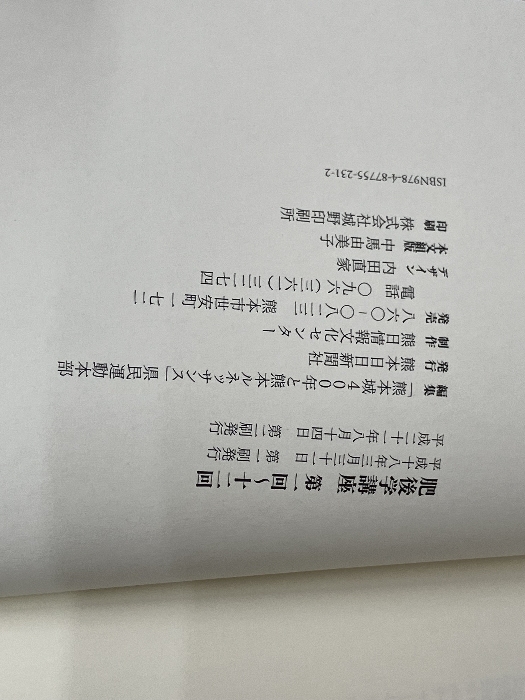 肥後学講座 第一回〜十二回
平成十八年三月三十一日 第一刷発行
平成二十一年八月十四日 第二刷発行
編集 「熊本城400年と熊本ルネッサンス」県民運動本部
発行 熊本日日新聞社
制作 熊日情報文化センター
発売 八六〇-〇八二三 熊本市世安町一七二
電話 〇九六(三六一)三二七四
デザイン 内田直家
本文組版 中馬由美子
印刷 株式会社城野印刷所
ISBN978-4-87755-231-2